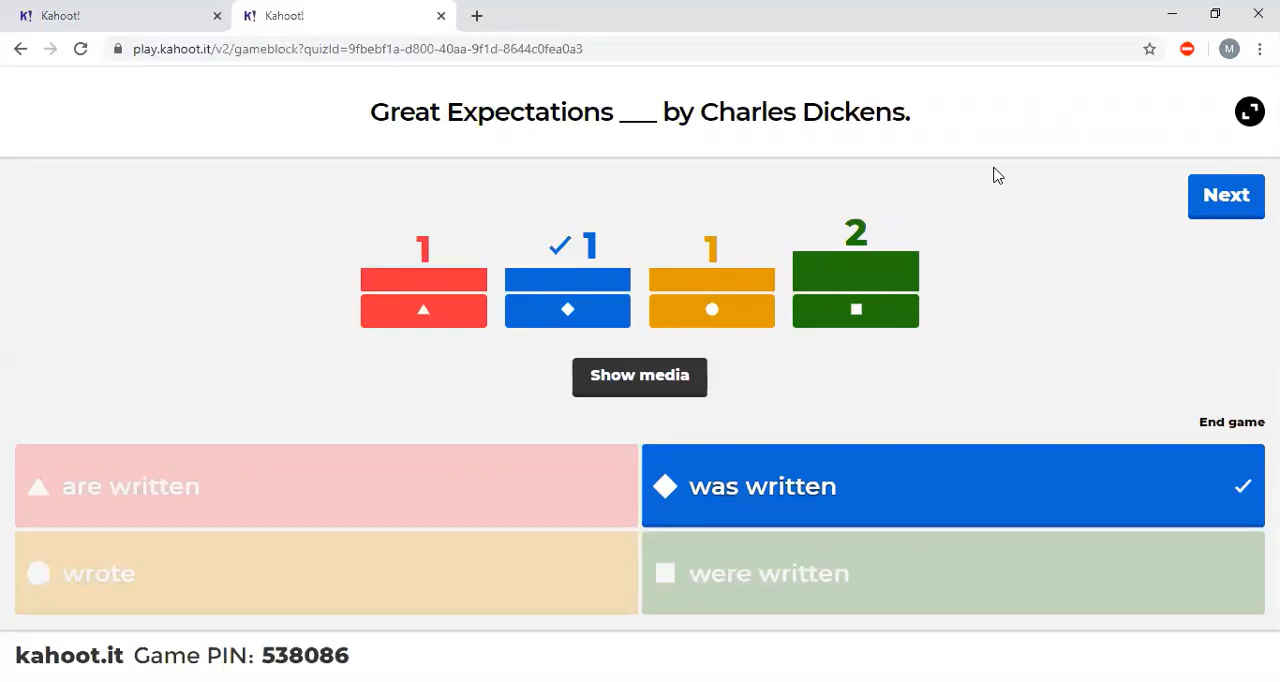 K! Kahoot!
K! Kahoot!
play.kahoot.it/v2/gameblock?quizId=9fbebf1a-d800-40aa-9f1d-8644c0fea0a3
M
Great Expectations ___ by Charles Dickens.
Next
1
1
1
2
Show media
End game
are written
was written
wrote
were written
kahoot.it Game PIN: 538086